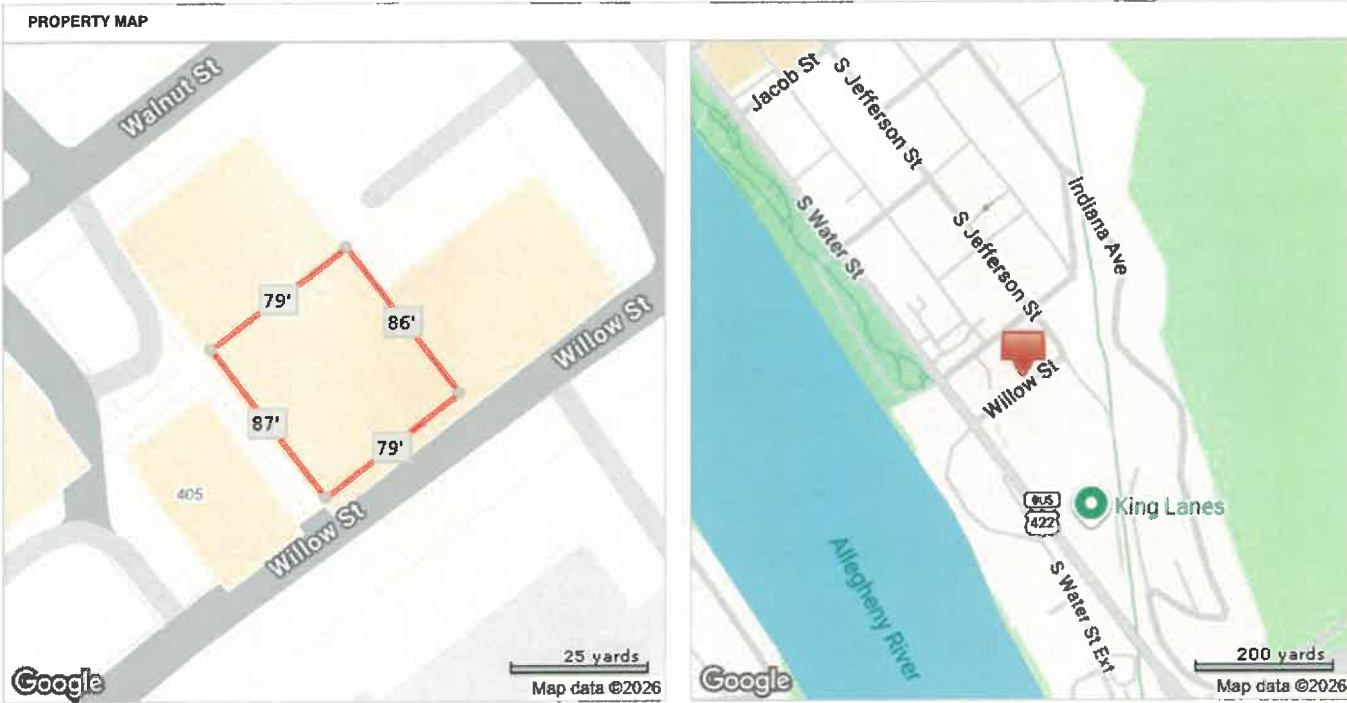 PROPERTY MAP
Walnut St
79'
86'
87'
79'
405
Willow St
Willow St
25 yards
Google
Map data ©2026
Jacob St
S Jefferson St
S Water St
Indiana Ave
S Jefferson St
Willow St
BUS
422
King Lanes
Allegheny River
S Water St Ext
200 yards
Google
Map data ©2026